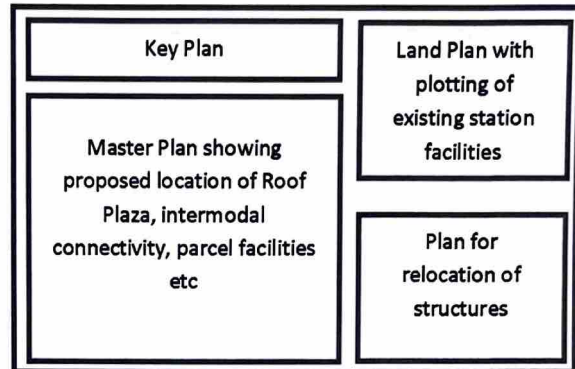 Key Plan
Master Plan showing
proposed location of Roof
Plaza, intermodal
connectivity, parcel facilities
etc
Land Plan with
plotting of
existing station
facilities
Plan for
relocation of
structures